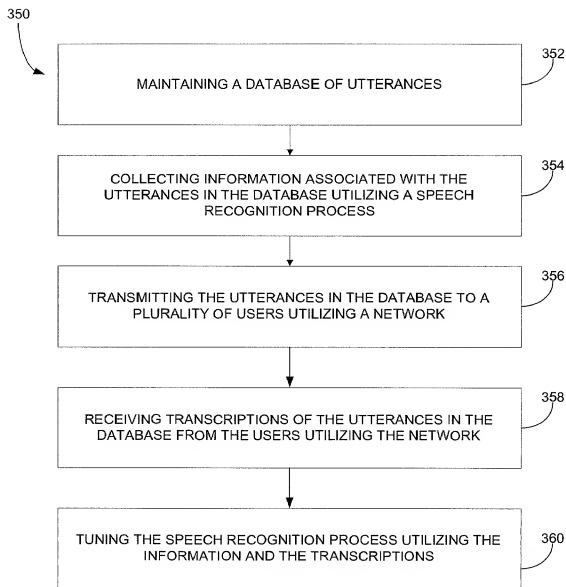 350
352
MAINTAINING A DATABASE OF UTTERANCES
354
COLLECTING INFORMATION ASSOCIATED WITH THE
UTTERANCES IN THE DATABASE UTILIZING A SPEECH
RECOGNITION PROCESS
356
TRANSMITTING THE UTTERANCES IN THE DATABASE TO A
PLURALITY OF USERS UTILIZING A NETWORK
358
RECEIVING TRANSCRIPTIONS OF THE UTTERANCES IN THE
DATABASE FROM THE USERS UTILIZING THE NETWORK
360
TUNING THE SPEECH RECOGNITION PROCESS UTILIZING THE
INFORMATION AND THE TRANSCRIPTIONS